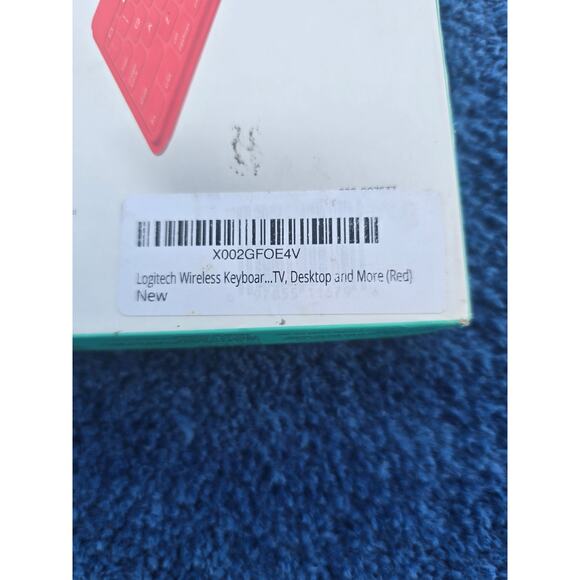 X002GFOE4V
Logitech Wireless Keyboar...TV, Desktop and More (Red)
New